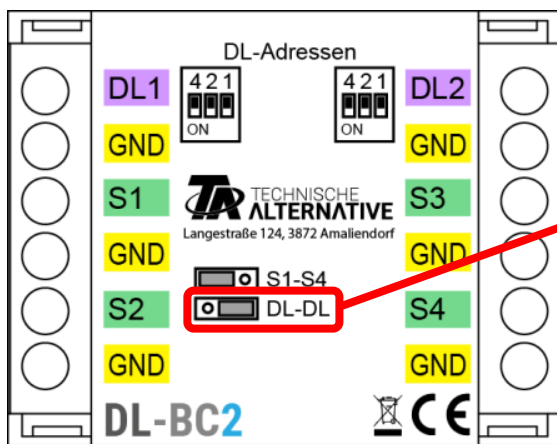 DL-Adressen
DL1
4 2 1
ON
4 2 1
ON
DL2
GND
GND
S1
TA TECHNISCHE
ALTERNATIVE
S3
Langestraße 124, 3872 Amaliendorf
GND
GND
S1-S4
S2
DL-DL
S4
GND
GND
DL-BC2
CE